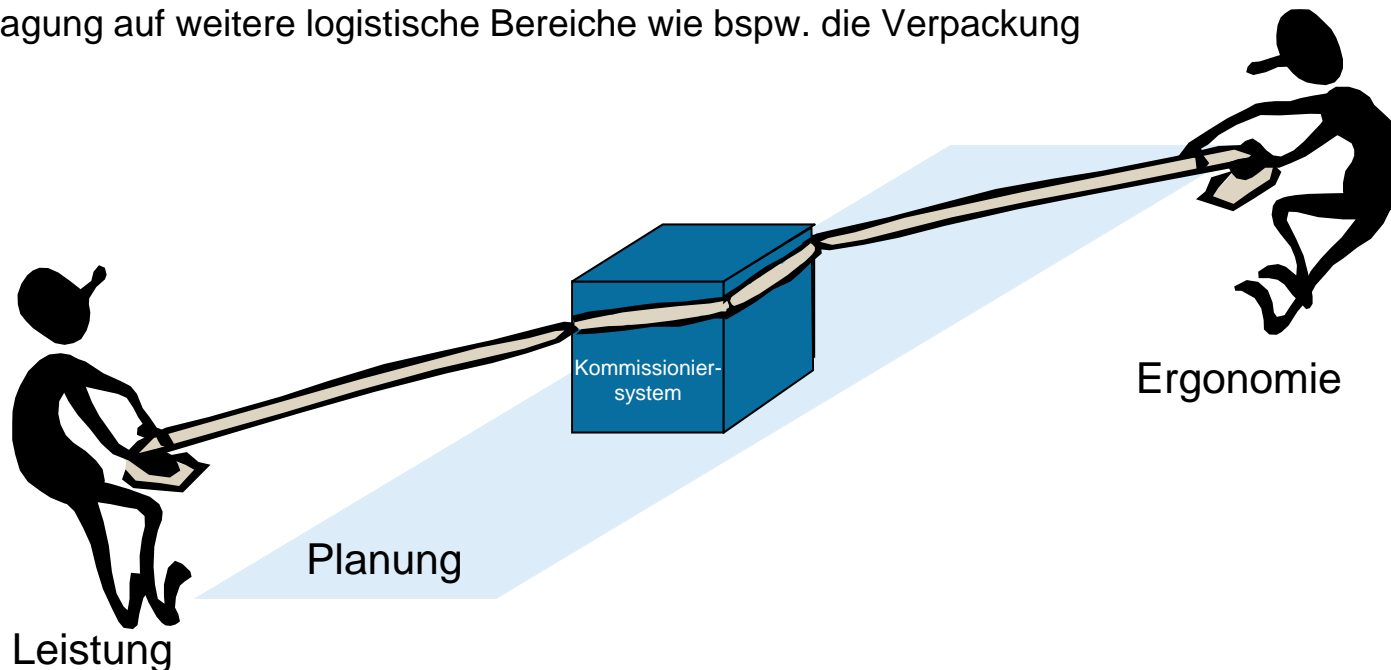 agung auf weitere logistische Bereiche wie bspw. die Verpackung
Kommissionier-
system
Ergonomie
Planung
Leistung